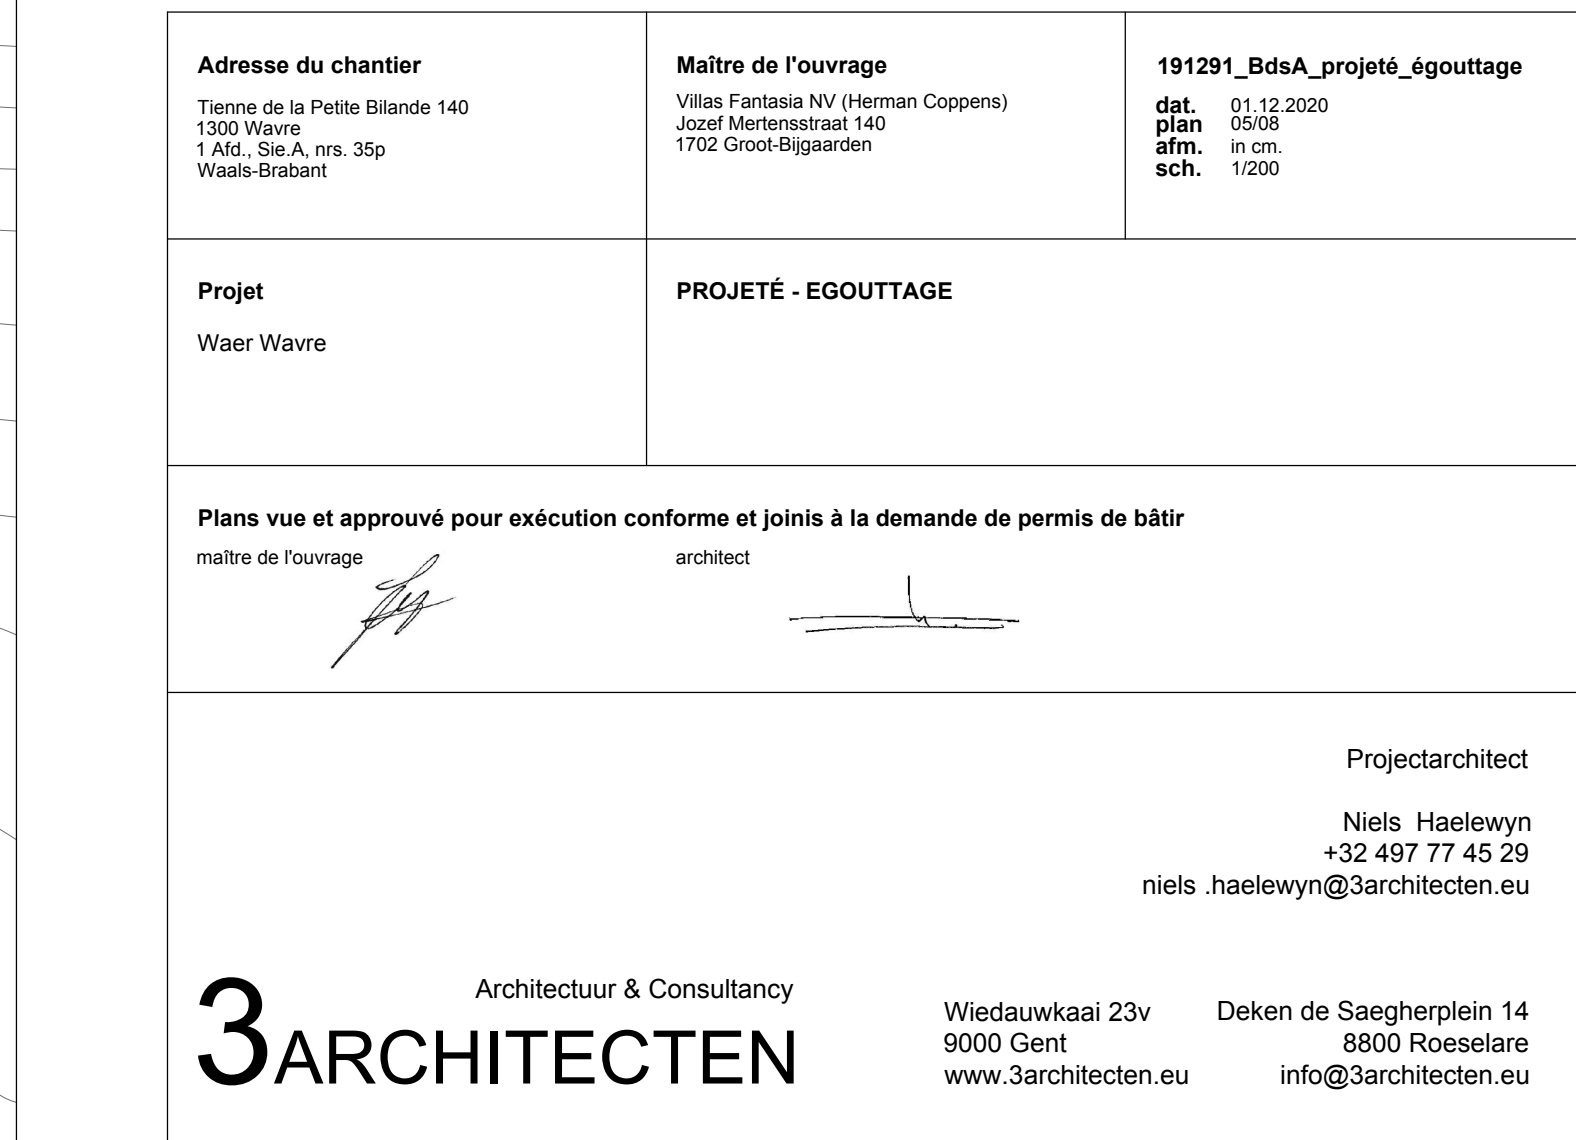 Adresse du chantier
Tienne de la Petite Bilande 140
1300 Wavre
1 Afd., Sie.A, nrs. 35p
Waals-Brabant
Maître de l'ouvrage
Villas Fantasia NV (Herman Coppens)
Jozef Mertensstraat 140
1702 Groot-Bijgaarden
191291_BdsA_projeté_égouttage
dat. 01.12.2020
plan 05/08
afm. in cm.
sch. 1/200
Projet
Waer Wavre
PROJETÉ - EGOUTTAGE
Plans vue et approuvé pour exécution conforme et joinis à la demande de permis de bâtir
maître de l'ouvrage
architect
Projectarchitect
Niels Haelewyn
+32 497 77 45 29
niels .haelewyn@3architecten.eu
Architectuur & Consultancy
3ARCHITECTEN
Wiedauwkaai 23v
9000 Gent
www.3architecten.eu
Deken de Saegherplein 14
8800 Roeselare
info@3architecten.eu